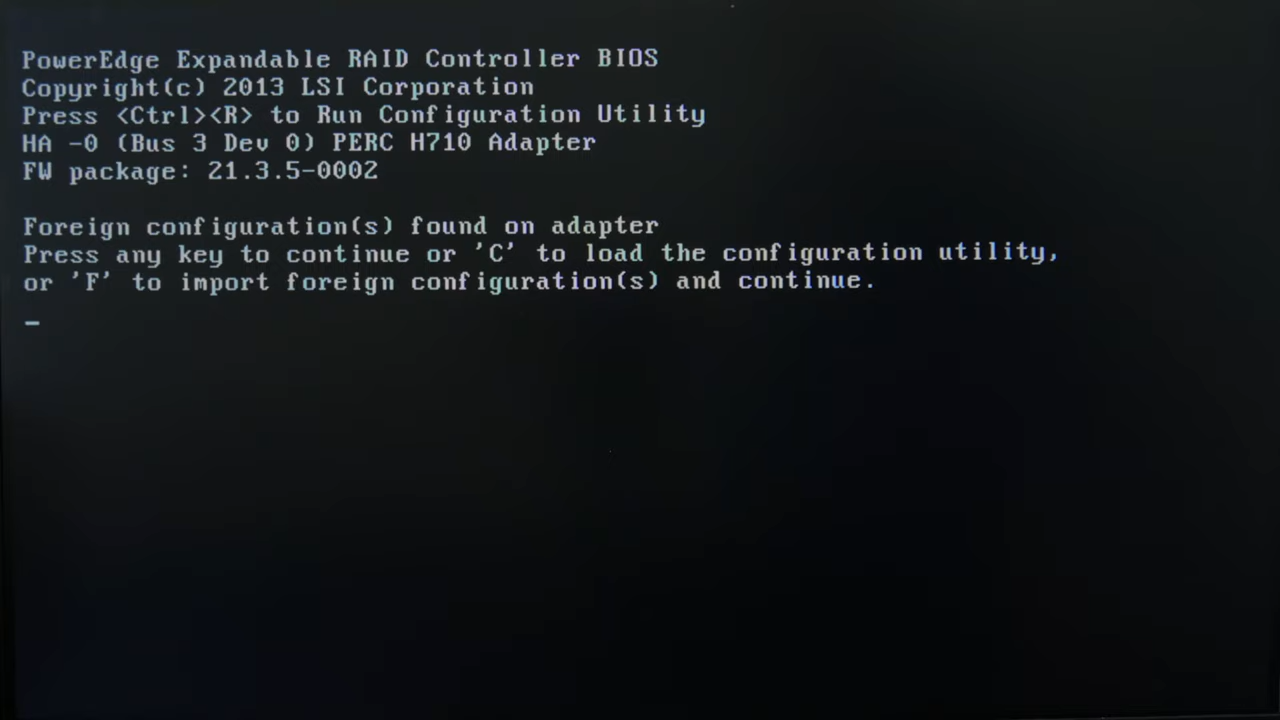 PowerEdge Expandable RAID Controller BIOS
Copyright(c) 2013 LSI Corporation
Press <Ctrl><R> to Run Configuration Utility
HA -0 (Bus 3 Dev 0) PERC H710 Adapter
FW package: 21.3.5-0002
Foreign configuration(s) found on adapter
Press any key to continue or 'C' to load the configuration utility,
or 'F' to import foreign configuration(s) and continue.
_